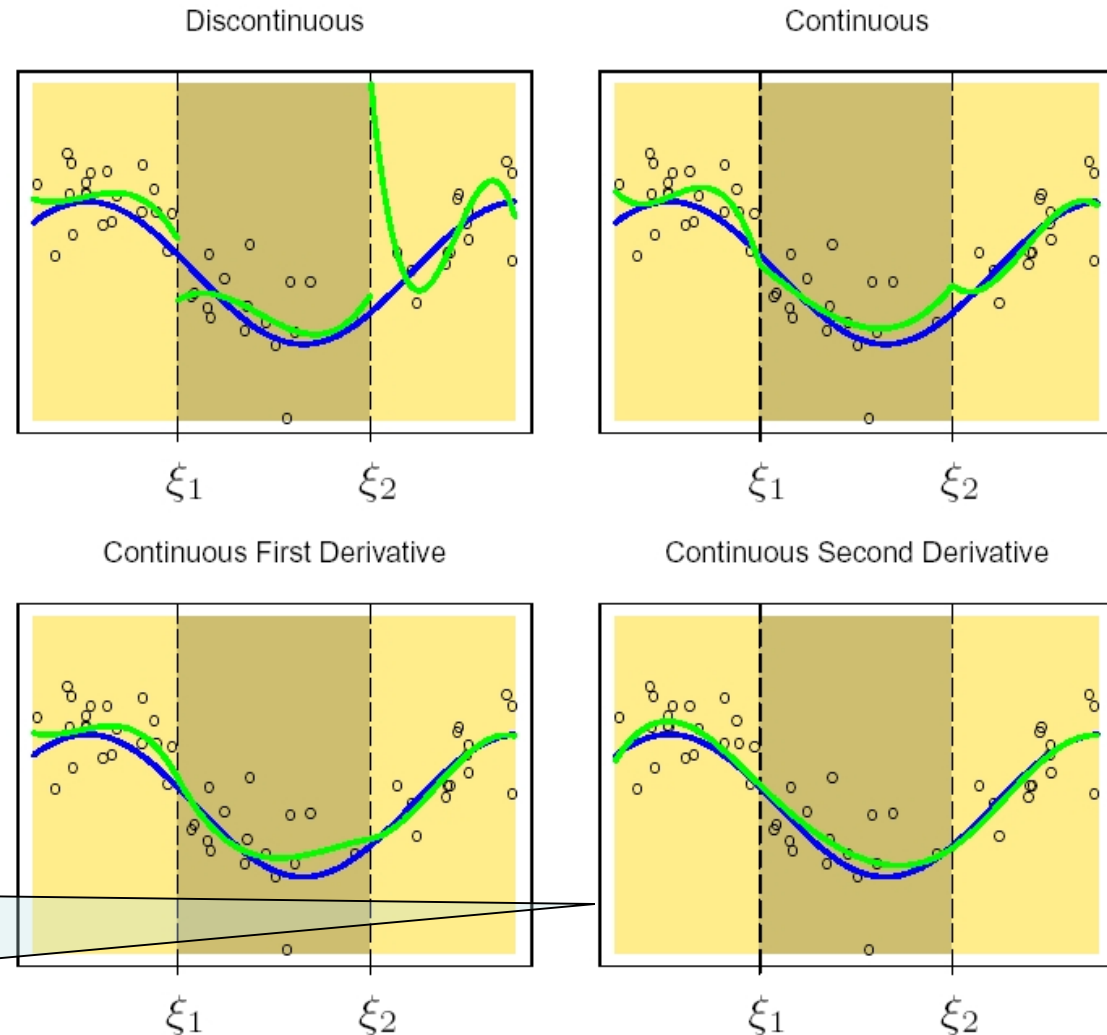 Discontinuous
Continuous
ξ1
ξ2
ξ1
ξ2
Continuous First Derivative
Continuous Second Derivative
ξ1
ξ2
ξ1
ξ2